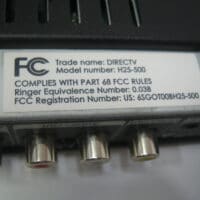 FC Trade name: DIRECTV
Model number: H25-500
COMPLIES WITH PART 68 FCC RULES
Ringer Equivalence Number: 0.03B
FCC Registration Number: US: 6SGOT00BH25-500